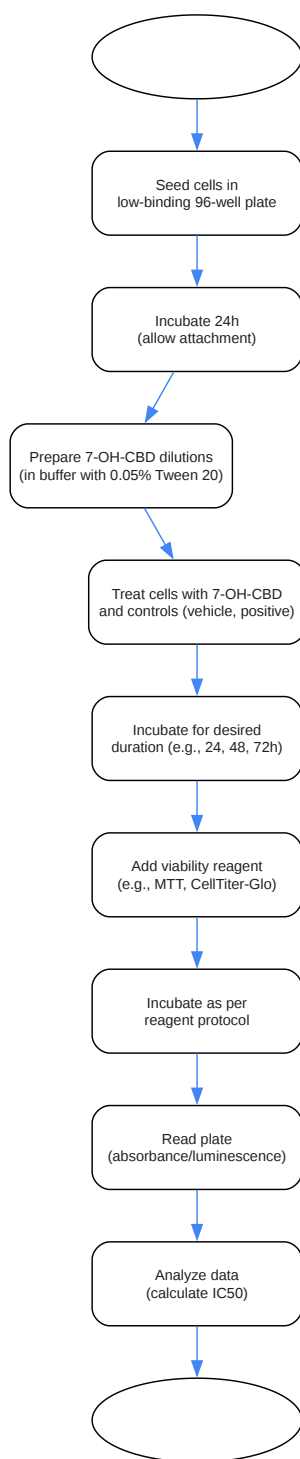 Seed cells in
low-binding 96-well plate
Incubate 24h
(allow attachment)
Prepare 7-OH-CBD dilutions
(in buffer with 0.05% Tween 20)
Treat cells with 7-OH-CBD
and controls (vehicle, positive)
Incubate for desired
duration (e.g., 24, 48, 72h)
Add viability reagent
(e.g., MTT, CellTiter-Glo)
Incubate as per
reagent protocol
Read plate
(absorbance/luminescence)
Analyze data
(calculate IC50)